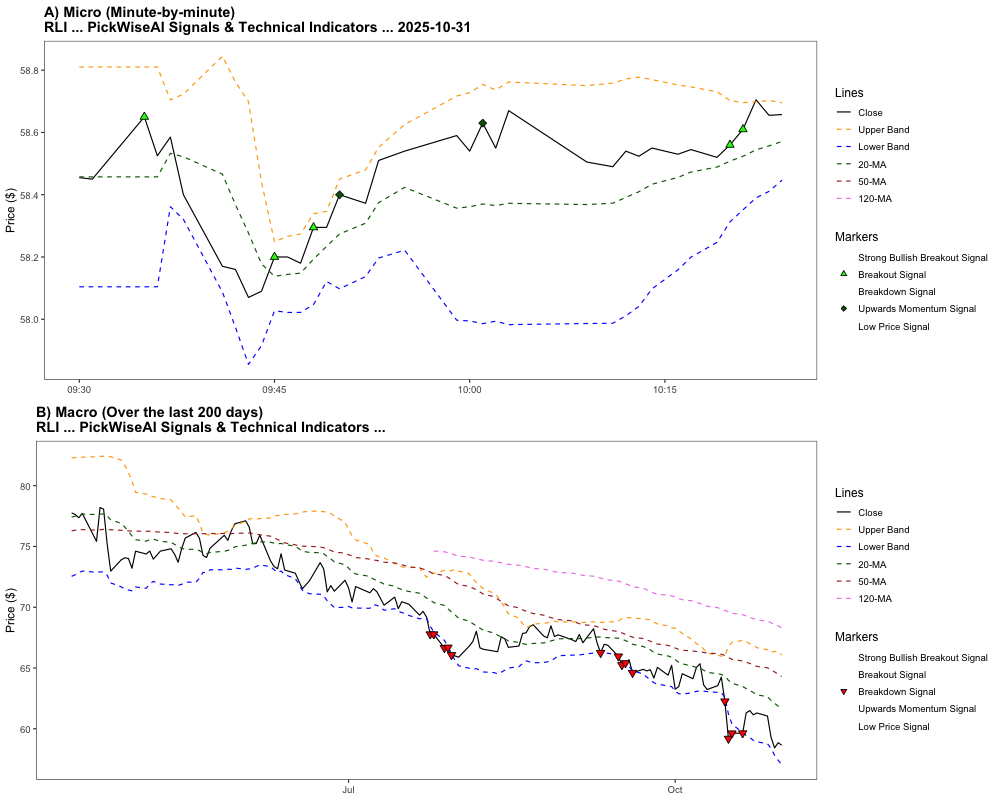 A) Micro (Minute-by-minute)
RLI ... PickWiseAI Signals & Technical Indicators ... 2025-10-31
Price ($)
58.8
58.6
58.4
58.2
58.0
09:30
09:45
10:00
10:15
Lines
Close
Upper Band
Lower Band
20-MA
50-MA
120-MA
Markers
Strong Bullish Breakout Signal
Breakout Signal
Breakdown Signal
Upwards Momentum Signal
Low Price Signal
B) Macro (Over the last 200 days)
RLI ... PickWiseAI Signals & Technical Indicators ...
Price ($)
80
75
70
65
60
Jul
Oct
Lines
Close
Upper Band
Lower Band
20-MA
50-MA
120-MA
Markers
Strong Bullish Breakout Signal
Breakout Signal
Breakdown Signal
Upwards Momentum Signal
Low Price Signal